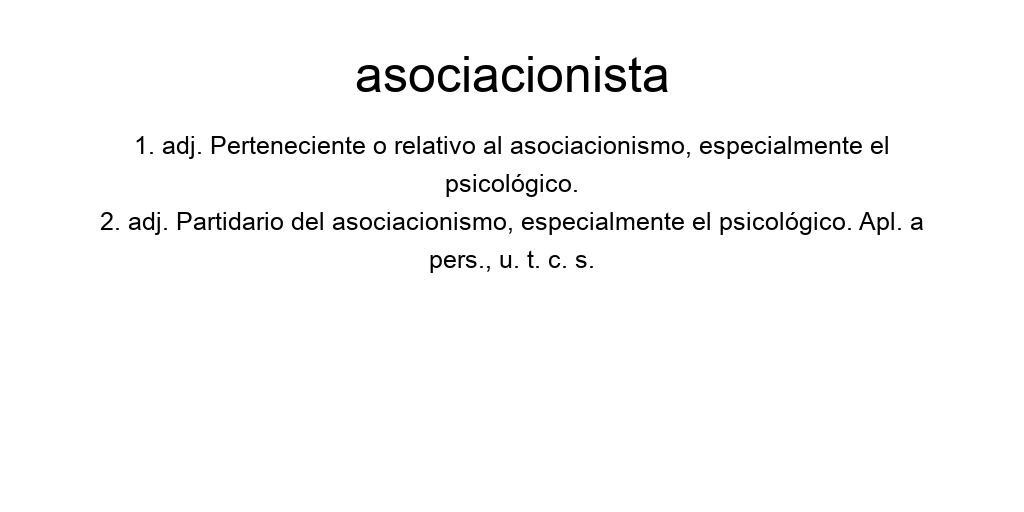 asociacionista
1. adj. Perteneciente o relativo al asociacionismo, especialmente el
psicológico.
2. adj. Partidario del asociacionismo, especialmente el psicológico. Apl. a
pers., u. t. c. s.